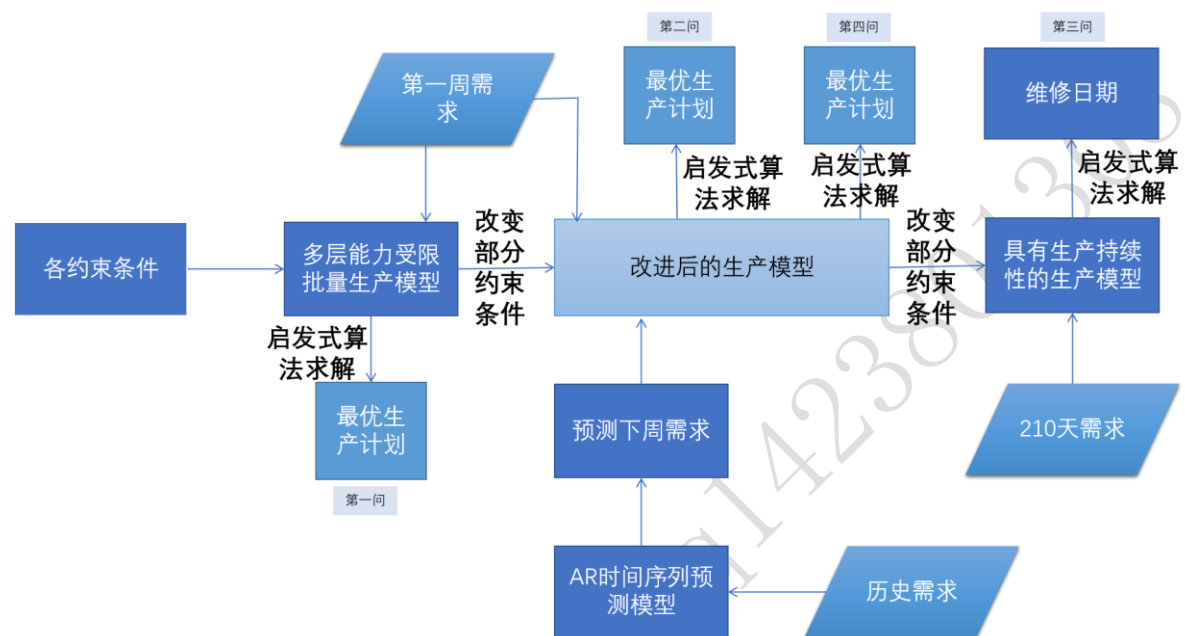 第二问
第四问
第三问
第一周需
求
最优生
产计划
最优生
产计划
维修日期
启发式算
法求解
启发式算
法求解
启发式算
法求解
各约束条件
多层能力受限
批量生产模型
改变
部分
约束
条件
改进后的生产模型
改变
部分
约束
条件
具有生产持续
性的生产模型
启发式算
法求解
最优生
产计划
第一问
预测下周需求
210天需求
AR时间序列预
测模型
历史需求